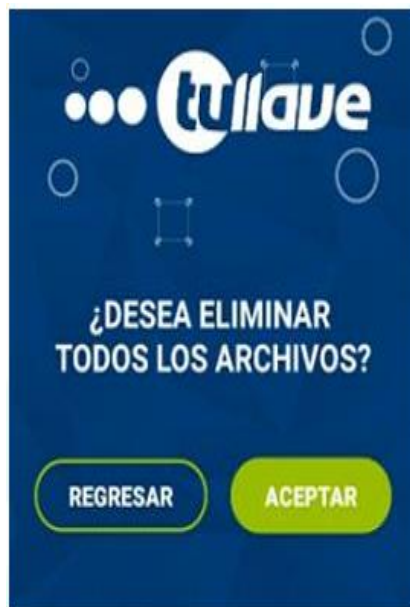 tullave
¿DESEA ELIMINAR
TODOS LOS ARCHIVOS?
REGRESAR
ACEPTAR